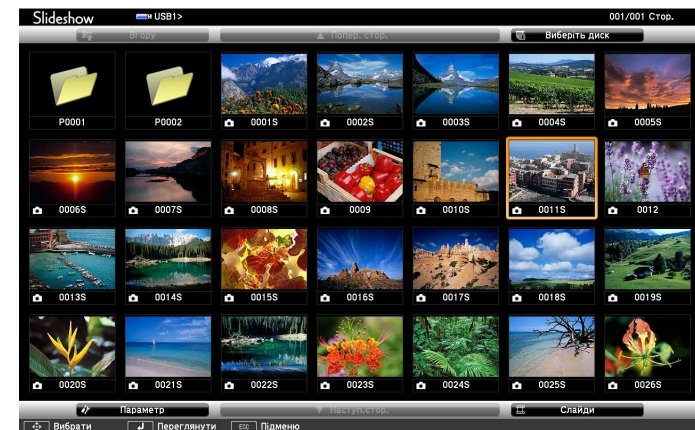 Slideshow USB1> 001/001 Стор.
Вгору ▲ Попер. стор. Виберіть диск
P0001 P0002 0001S 0002S 0003S 0004S 0005S
0006S 0007S 0008S 0009 0010S 0011S 0012
0013S 0014S 0015S 0016S 0017S 0018S 0019S
0020S 0021S 0022S 0023S 0024S 0025S 0026S
Параметр ▼ Наступ.стор. Слайди
Вибрати Переглянути ESC Підменю